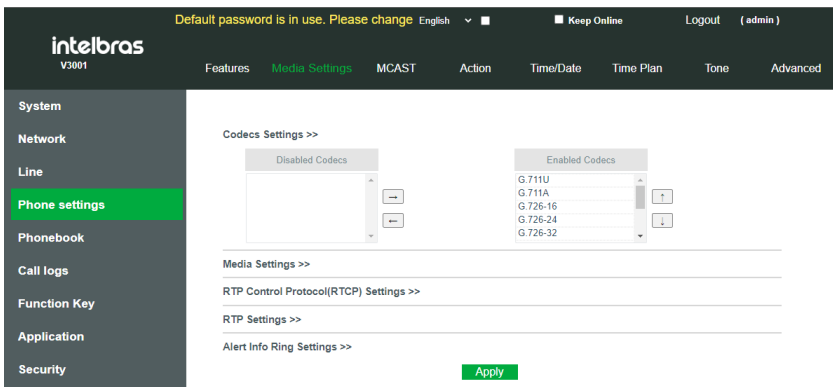 Default password is in use. Please change English Keep Online Logout ( admin )
intelbras
V3001
Features Media Settings MCAST Action Time/Date Time Plan Tone Advanced
System
Network
Line
Phone settings
Phonebook
Call logs
Function Key
Application
Security
Codecs Settings >>
Disabled Codecs Enabled Codecs
G.711U
G.711A
→ ↑
G.726-16
← ↓
G.726-24
G.726-32
Media Settings >>
RTP Control Protocol(RTCP) Settings >>
RTP Settings >>
Alert Info Ring Settings >>
Apply